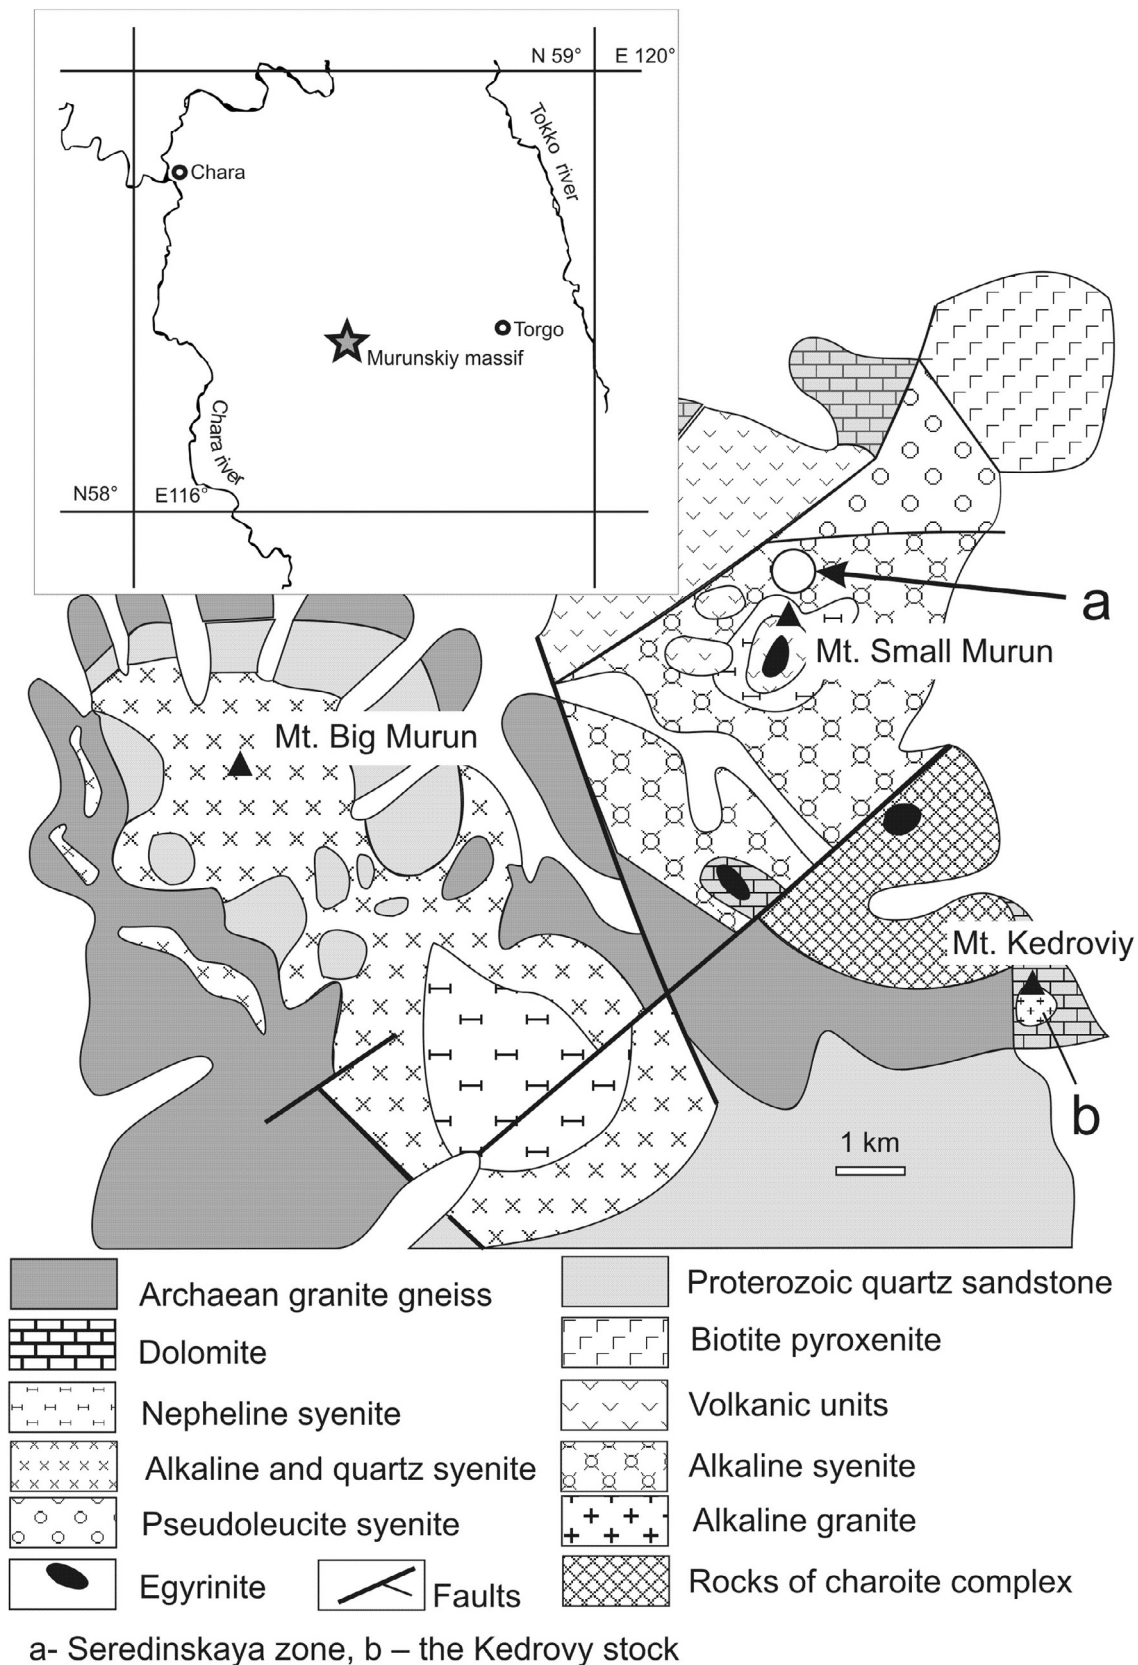 N 59° E 120°
Tokko river
Chara
Torgo
Murunskiy massif
Chara river
N58° E116°
a
Mt. Small Murun
Mt. Big Murun
Mt. Kedroviy
b
1 km
Archaean granite gneiss
Proterozoic quartz sandstone
Dolomite
Biotite pyroxenite
Nepheline syenite
Volkanic units
Alkaline and quartz syenite
Alkaline syenite
Pseudoleucite syenite
Alkaline granite
Egyrinite
Faults
Rocks of charoite complex
a- Seredinskaya zone, b – the Kedrovy stock